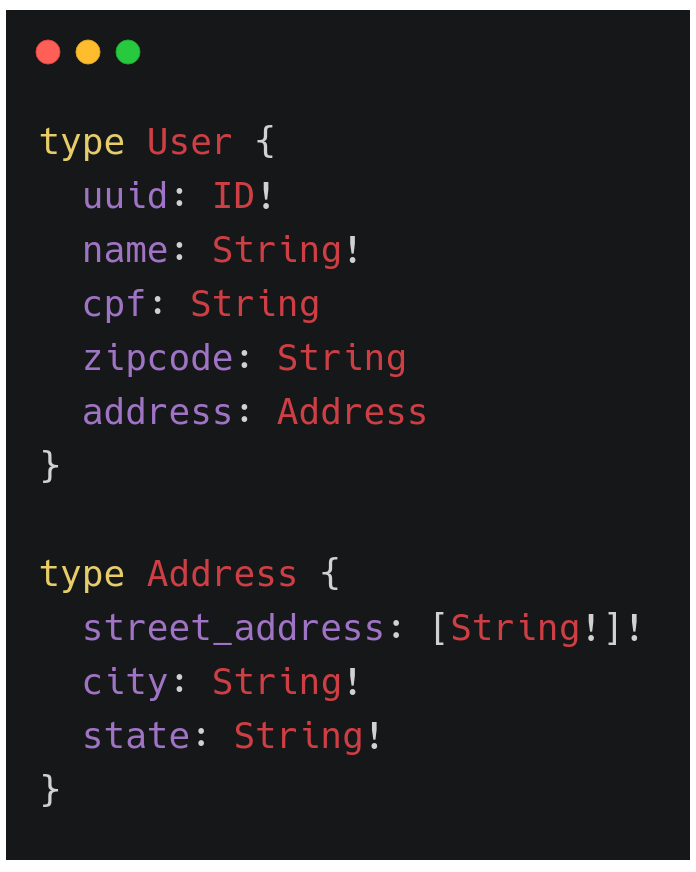 type User {
  uuid: ID!
  name: String!
  cpf: String
  zipcode: String
  address: Address
}

type Address {
  street_address: [String!]!
  city: String!
  state: String!
}